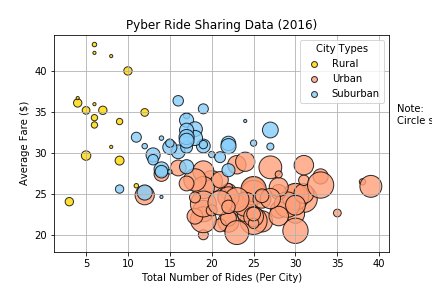 Pyber Ride Sharing Data (2016)
City Types
Rural
Urban
Suburban
Note:
Circle s
Average Fare ($)
40
35
30
25
20
5
10
15
20
25
30
35
40
Total Number of Rides (Per City)